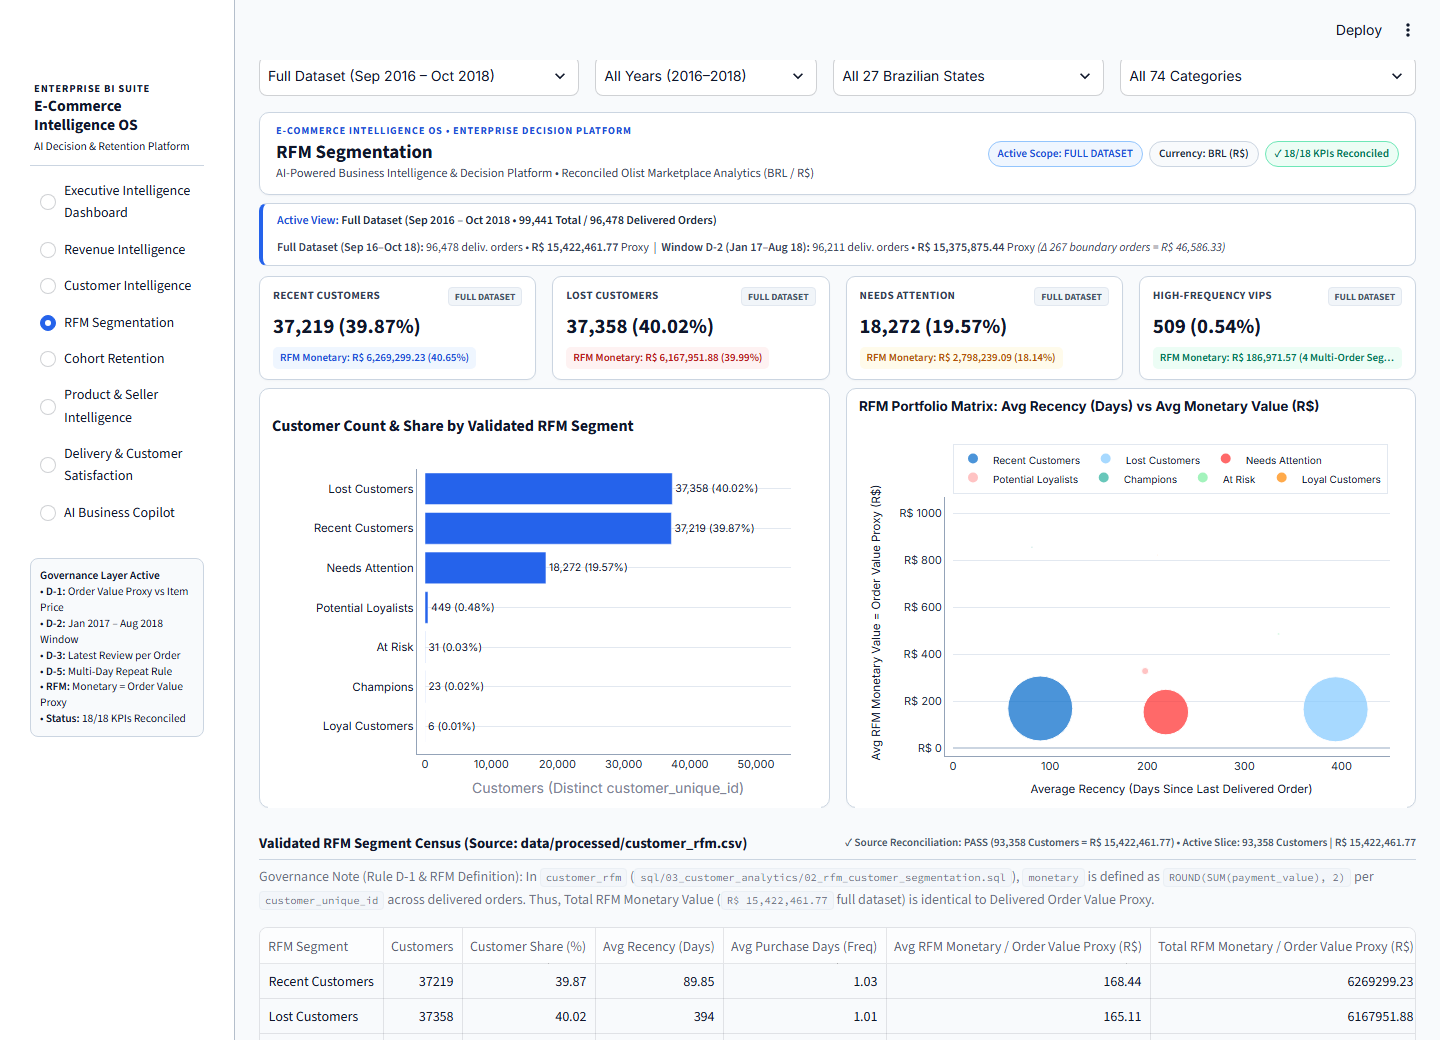 Deploy
Full Dataset (Sep 2016 – Oct 2018)
All Years (2016–2018)
All 27 Brazilian States
All 74 Categories
ENTERPRISE BI SUITE
E-Commerce
Intelligence OS
AI Decision & Retention Platform
Executive Intelligence
Dashboard
Revenue Intelligence
Customer Intelligence
RFM Segmentation
Cohort Retention
Product & Seller
Intelligence
Delivery & Customer
Satisfaction
AI Business Copilot
Governance Layer Active
• D-1: Order Value Proxy vs Item
Price
• D-2: Jan 2017 – Aug 2018
Window
• D-3: Latest Review per Order
• D-5: Multi-Day Repeat Rule
• RFM: Monetary = Order Value
Proxy
• Status: 18/18 KPIs Reconciled
E-COMMERCE INTELLIGENCE OS • ENTERPRISE DECISION PLATFORM
RFM Segmentation
AI-Powered Business Intelligence & Decision Platform • Reconciled Olist Marketplace Analytics (BRL / R$)
Active Scope: FULL DATASET
Currency: BRL (R$)
✓ 18/18 KPIs Reconciled
Active View: Full Dataset (Sep 2016 – Oct 2018 • 99,441 Total / 96,478 Delivered Orders)
Full Dataset (Sep 16–Oct 18): 96,478 deliv. orders • R$ 15,422,461.77 Proxy | Window D-2 (Jan 17–Aug 18): 96,211 deliv. orders • R$ 15,375,875.44 Proxy (Δ 267 boundary orders = R$ 46,586.33)
RECENT CUSTOMERS
FULL DATASET
37,219 (39.87%)
RFM Monetary: R$ 6,269,299.23 (40.65%)
LOST CUSTOMERS
FULL DATASET
37,358 (40.02%)
RFM Monetary: R$ 6,167,951.88 (39.99%)
NEEDS ATTENTION
FULL DATASET
18,272 (19.57%)
RFM Monetary: R$ 2,798,239.09 (18.14%)
HIGH-FREQUENCY VIPS
FULL DATASET
509 (0.54%)
RFM Monetary: R$ 186,971.57 (4 Multi-Order Seg...
Customer Count & Share by Validated RFM Segment
Lost Customers 37,358 (40.02%)
Recent Customers 37,219 (39.87%)
Needs Attention 18,272 (19.57%)
Potential Loyalists 449 (0.48%)
At Risk 31 (0.03%)
Champions 23 (0.02%)
Loyal Customers 6 (0.01%)
0 10,000 20,000 30,000 40,000 50,000
Customers (Distinct customer_unique_id)
RFM Portfolio Matrix: Avg Recency (Days) vs Avg Monetary Value (R$)
Recent Customers Lost Customers Needs Attention
Potential Loyalists Champions At Risk Loyal Customers
Avg RFM Monetary Value = Order Value Proxy (R$)
R$ 1000
R$ 800
R$ 600
R$ 400
R$ 200
R$ 0
0 100 200 300 400
Average Recency (Days Since Last Delivered Order)
Validated RFM Segment Census (Source: data/processed/customer_rfm.csv)
✓ Source Reconciliation: PASS (93,358 Customers = R$ 15,422,461.77) • Active Slice: 93,358 Customers | R$ 15,422,461.77
Governance Note (Rule D-1 & RFM Definition): In customer_rfm ( sql/03_customer_analytics/02_rfm_customer_segmentation.sql ), monetary is defined as ROUND(SUM(payment_value), 2) per
customer_unique_id across delivered orders. Thus, Total RFM Monetary Value ( R$ 15,422,461.77 full dataset) is identical to Delivered Order Value Proxy.
RFM Segment Customers Customer Share (%) Avg Recency (Days) Avg Purchase Days (Freq) Avg RFM Monetary / Order Value Proxy (R$) Total RFM Monetary / Order Value Proxy (R$)
Recent Customers 37219 39.87 89.85 1.03 168.44 6269299.23
Lost Customers 37358 40.02 394 1.01 165.11 6167951.88